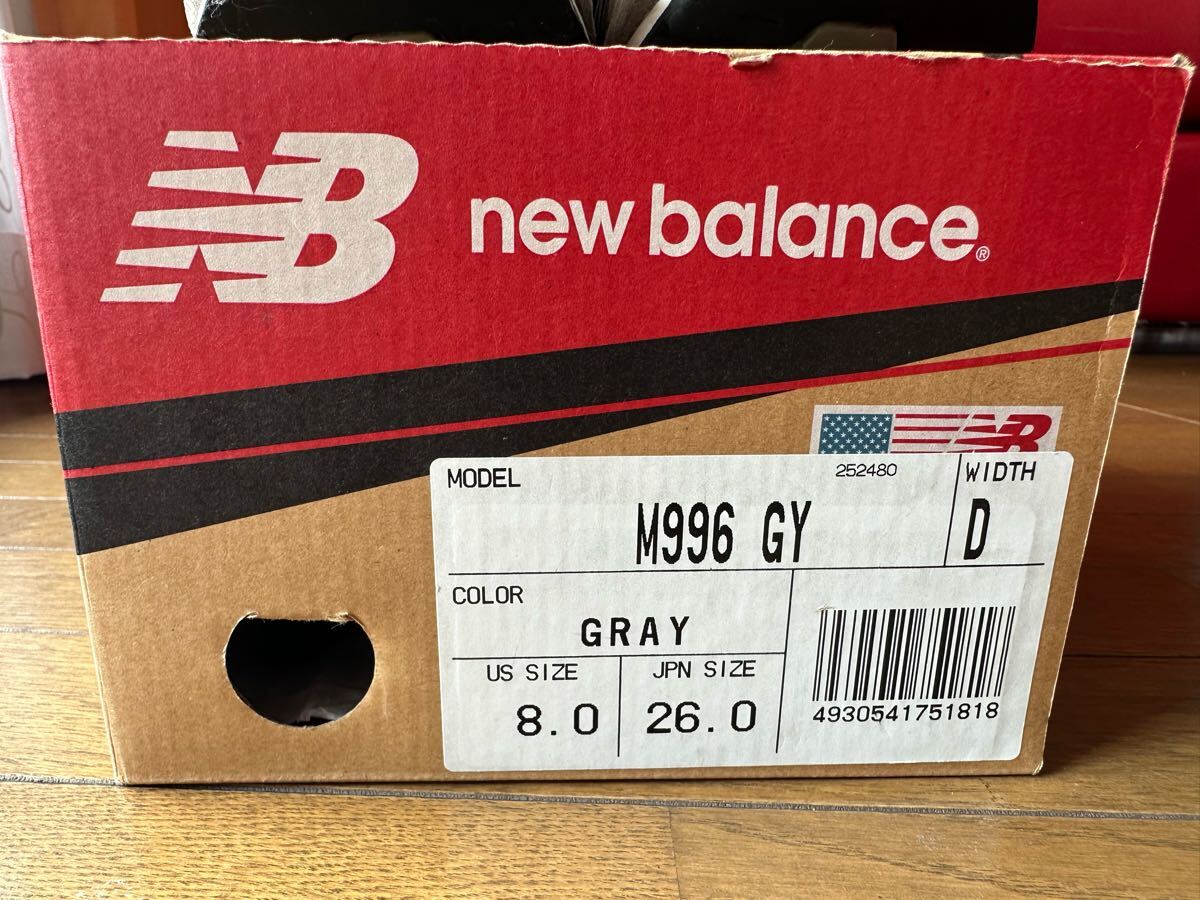 NB
new balance®
NB
MODEL
252480
WIDTH
M996 GY
D
COLOR
GRAY
US SIZE
JPN SIZE
8.0
26.0
4930541751818